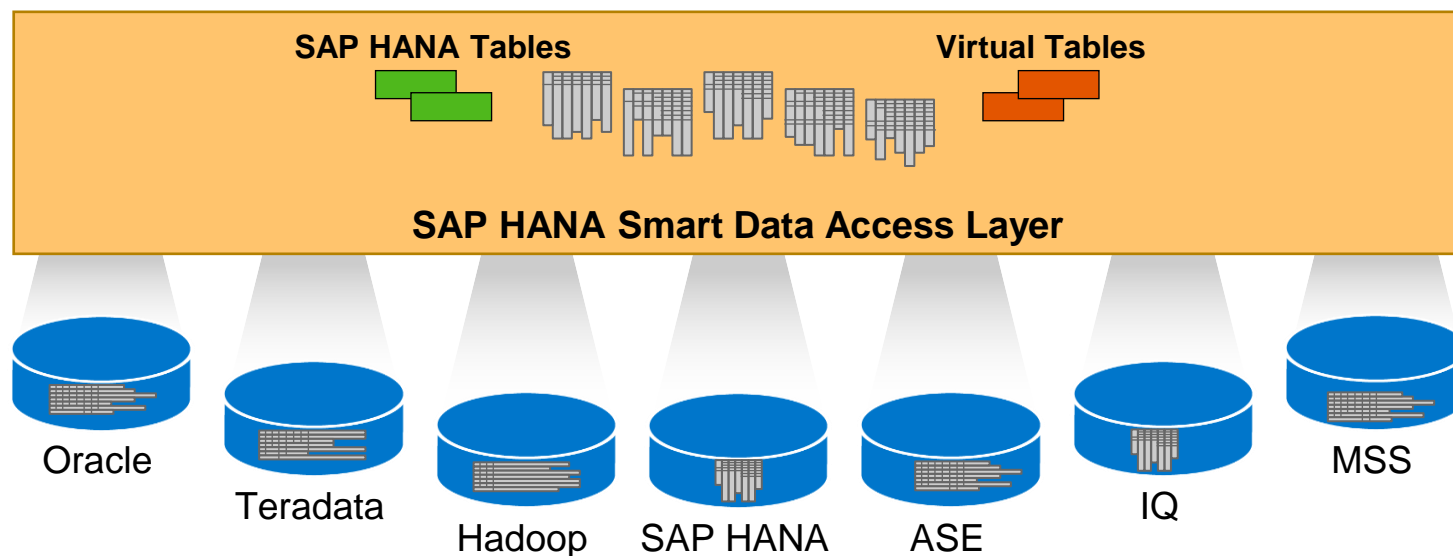 SAP HANA Tables
Virtual Tables
SAP HANA Smart Data Access Layer
Oracle
Teradata
Hadoop
SAP HANA
ASE
IQ
MSS